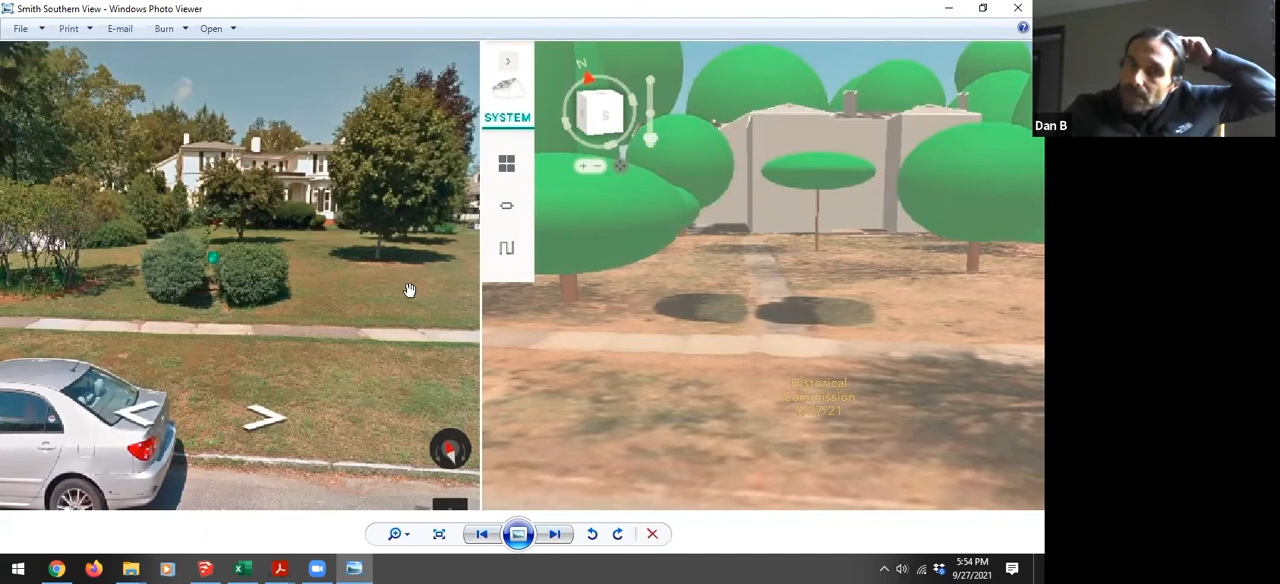 Smith Southern View - Windows Photo Viewer
File Print E-mail Burn Open
N
SYSTEM
S
Historical
Commission
9/27/21
Dan B
5:54 PM
9/27/2021